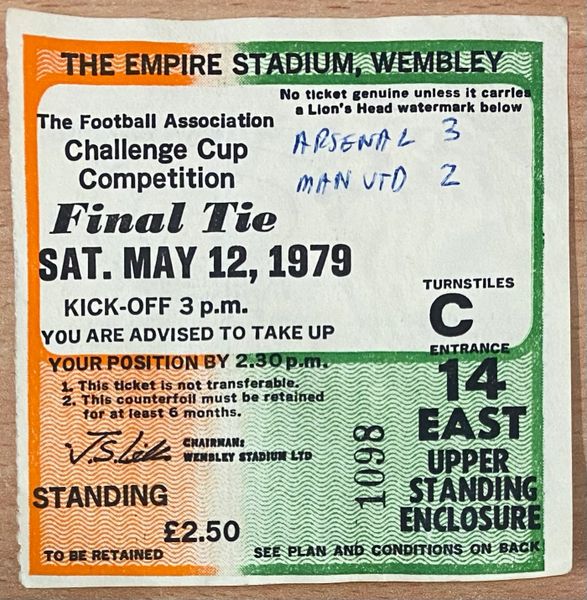 THE EMPIRE STADIUM, WEMBLEY
No ticket genuine unless it carries
a Lion's Head watermark below
The Football Association
Challenge Cup
Competition
ARSENAL 3
MAN UTD 2
Final Tie
SAT. MAY 12, 1979
KICK-OFF 3 p.m.
YOU ARE ADVISED TO TAKE UP
YOUR POSITION BY 2.30 p.m.
TURNSTILES
C
ENTRANCE
14
EAST
UPPER
STANDING
ENCLOSURE
1. This ticket is not transferable.
2. This counterfoil must be retained
for at least 6 months.
CHAIRMAN:
WEMBLEY STADIUM LTD
1098
STANDING
£2.50
TO BE RETAINED
SEE PLAN AND CONDITIONS ON BACK